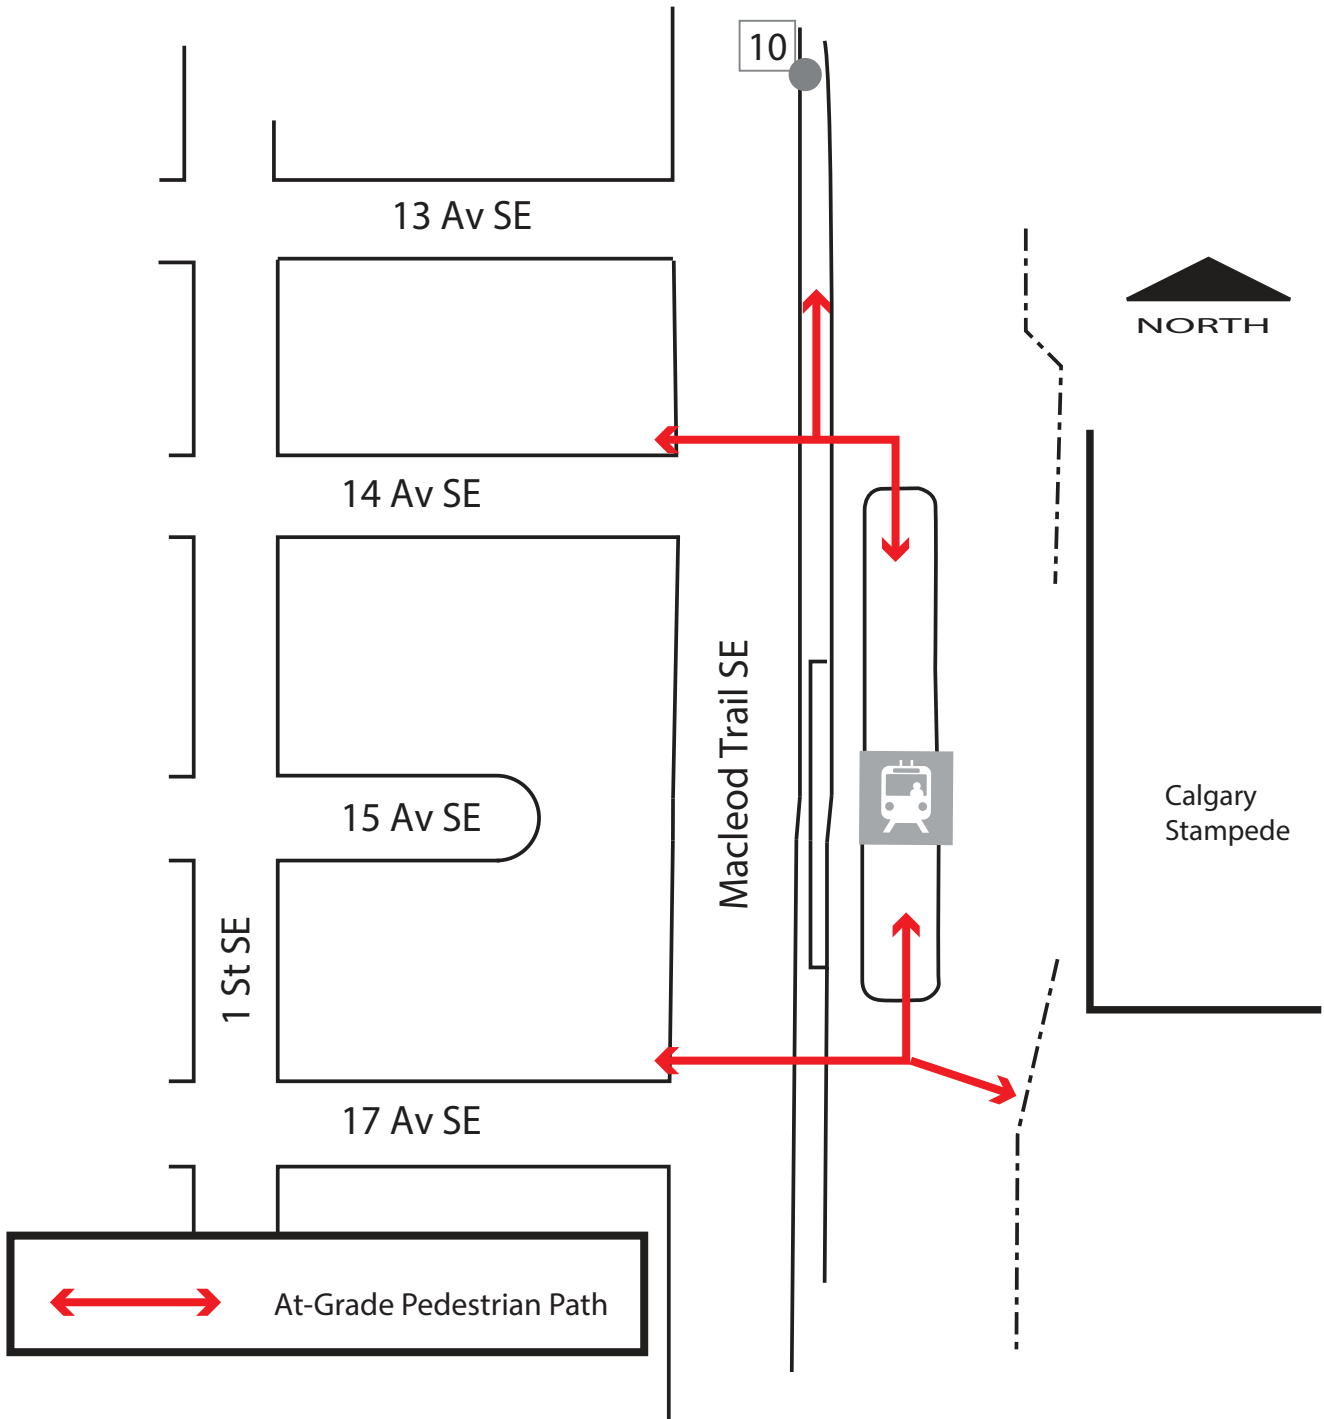 10
13 Av SE
NORTH
14 Av SE
Macleod Trail SE
15 Av SE
Calgary
Stampede
1 St SE
17 Av SE
At-Grade Pedestrian Path